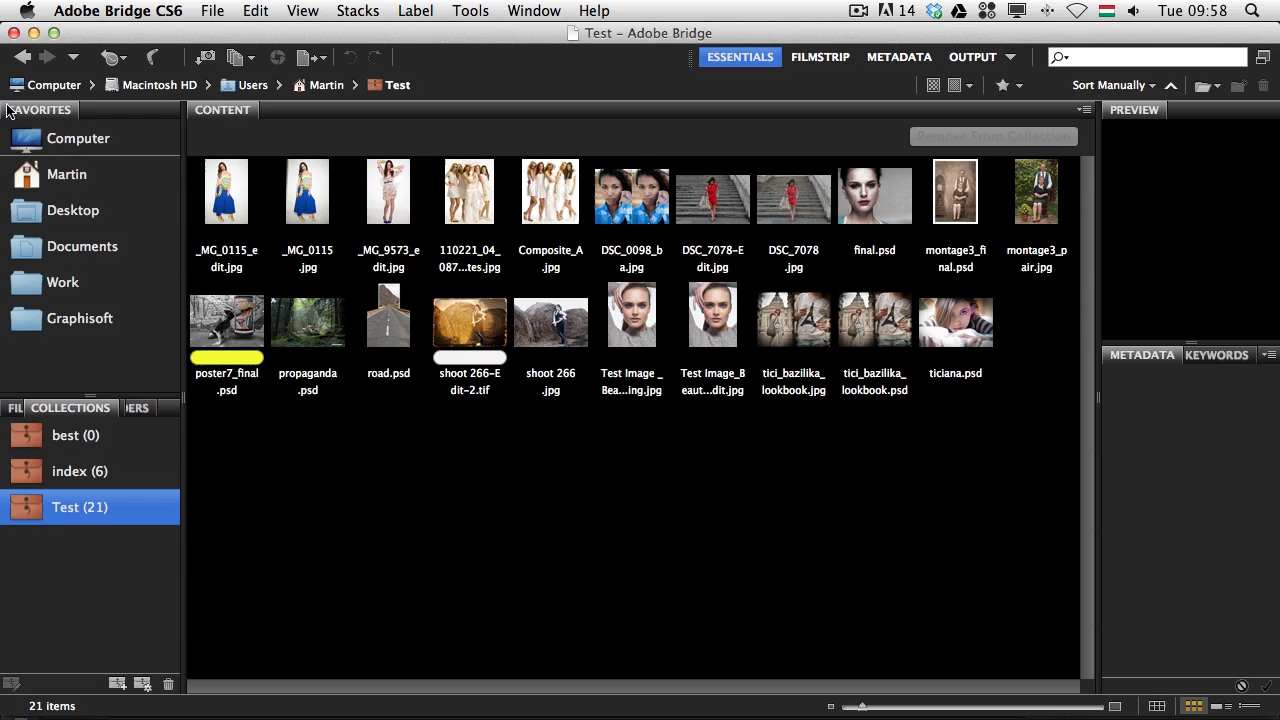 Adobe Bridge CS6 File Edit View Stacks Label Tools Window Help 14 Tue 09:58
Test – Adobe Bridge
ESSENTIALS FILMSTRIP METADATA OUTPUT
Computer Macintosh HD Users Martin Test Sort Manually
AVORITES CONTENT PREVIEW
Remove From Collection
Computer
Martin
Desktop
Documents
Work
Graphisoft
_MG_0115_e
dit.jpg
_MG_0115
.jpg
_MG_9573_e
dit.jpg
110221_04_
087...tes.jpg
Composite_A
.jpg
DSC_0098_b
a.jpg
DSC_7078-E
dit.jpg
DSC_7078
.jpg
final.psd
montage3_fi
nal.psd
montage3_p
air.jpg
poster7_final
.psd
propaganda
.psd
road.psd
shoot 266-E
dit-2.tif
shoot 266
.jpg
Test Image _
Bea...ing.jpg
Test Image_B
eaut...dit.jpg
tici_bazilika_
lookbook.jpg
tici_bazilika_
lookbook.psd
ticiana.psd
METADATA KEYWORDS
FIL COLLECTIONS DERS
best (0)
index (6)
Test (21)
21 items